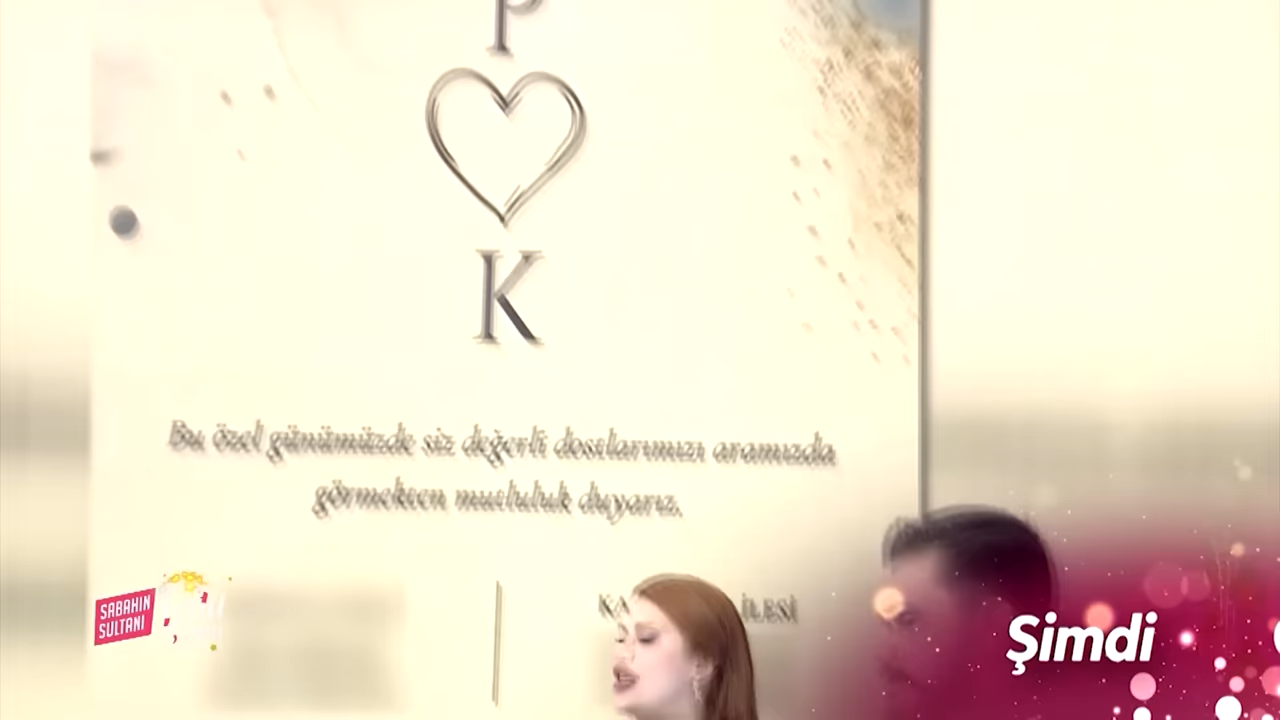 P
K
Bu özel günümüzde siz değerli dostlarımızı aramızda
görmekten mutluluk duyarız.
SABAHIN
SULTANI
Şimdi